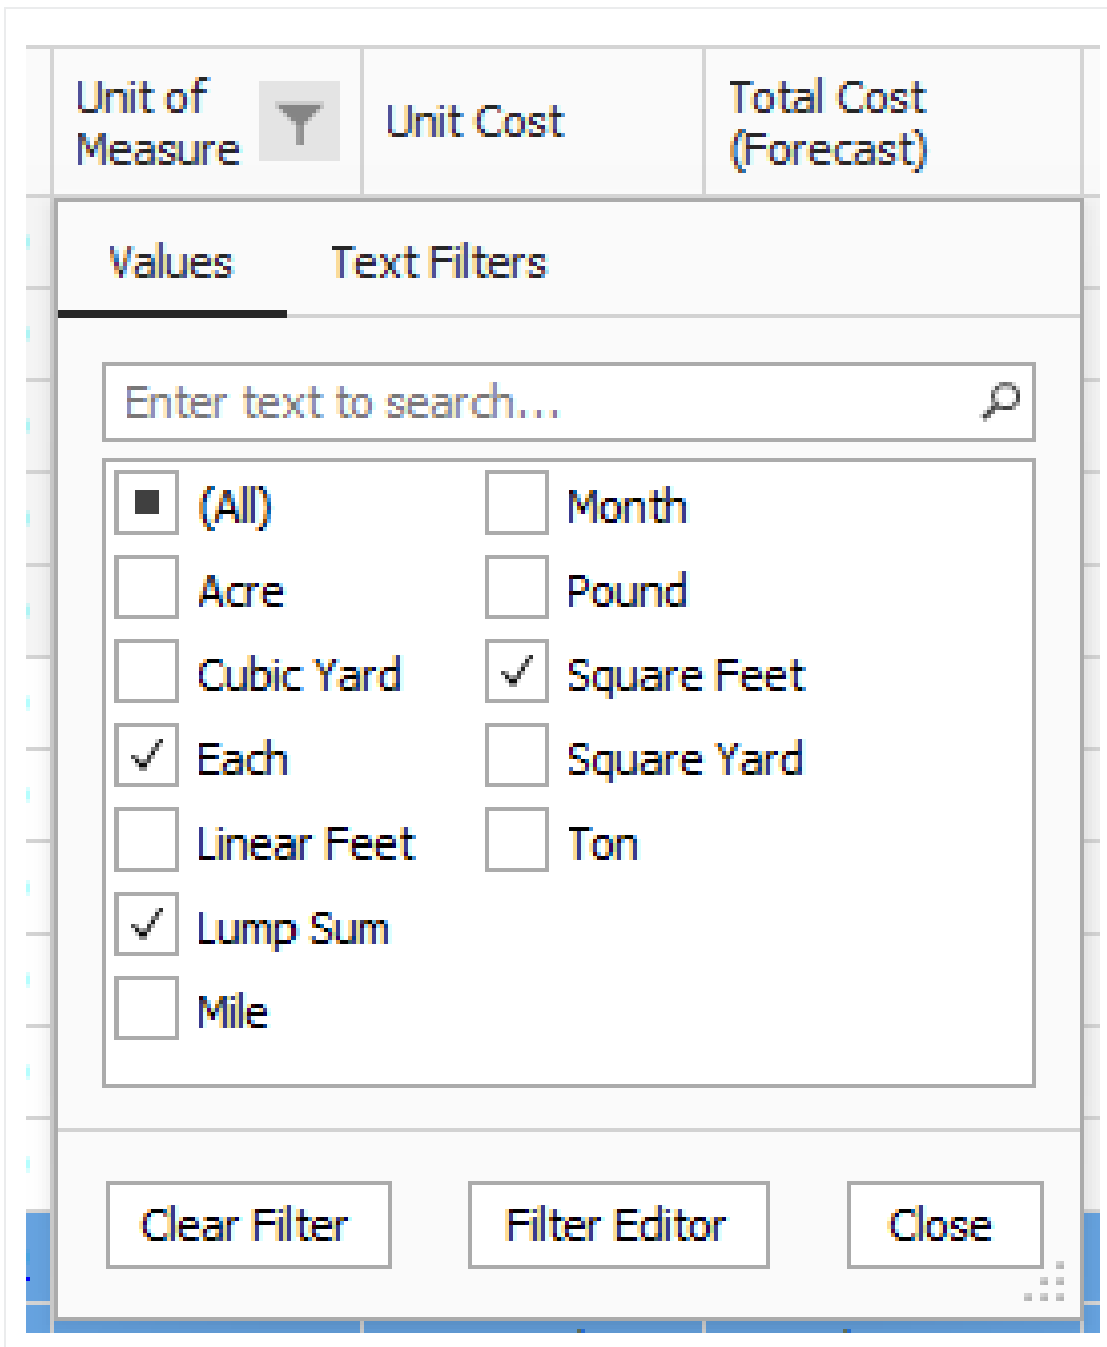 Unit of
Measure
Unit Cost
Total Cost
(Forecast)
Values
Text Filters
Enter text to search...
(All)
Acre
Cubic Yard
Each
Linear Feet
Lump Sum
Mile
Month
Pound
Square Feet
Square Yard
Ton
Clear Filter
Filter Editor
Close